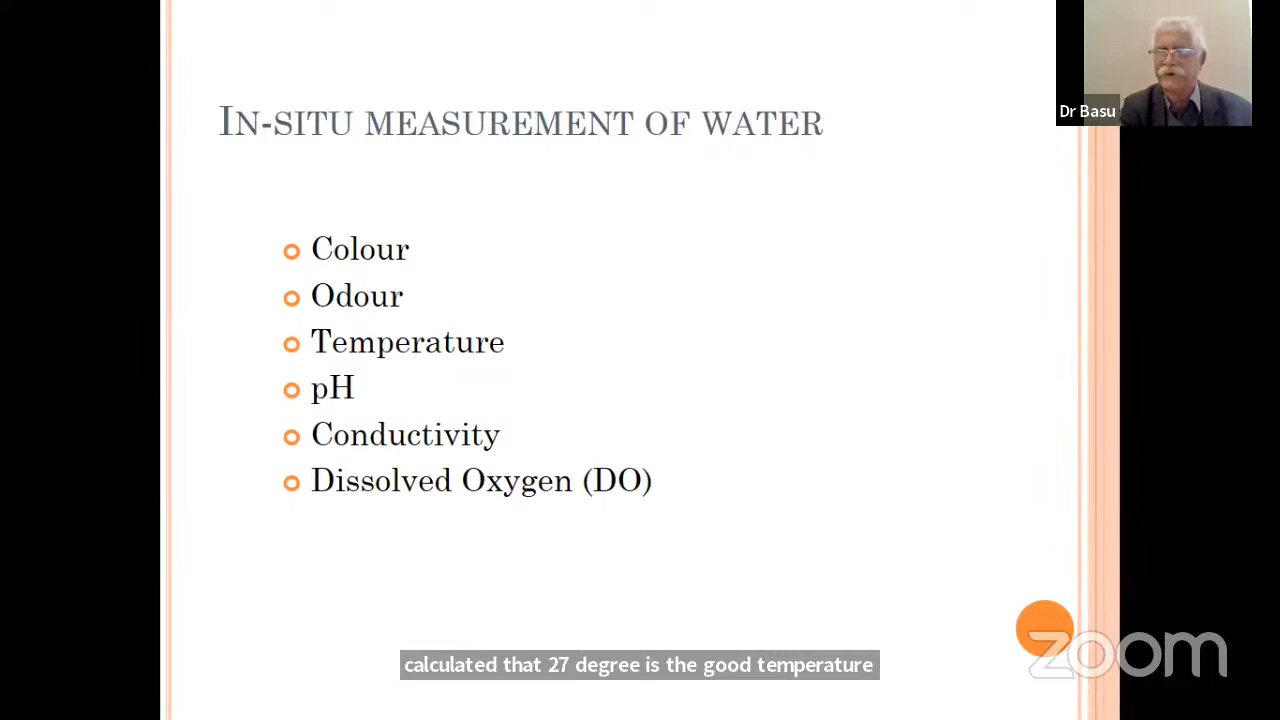 IN-SITU MEASUREMENT OF WATER
Dr Basu
Colour
Odour
Temperature
pH
Conductivity
Dissolved Oxygen (DO)
calculated that 27 degree is the good temperature
zoom